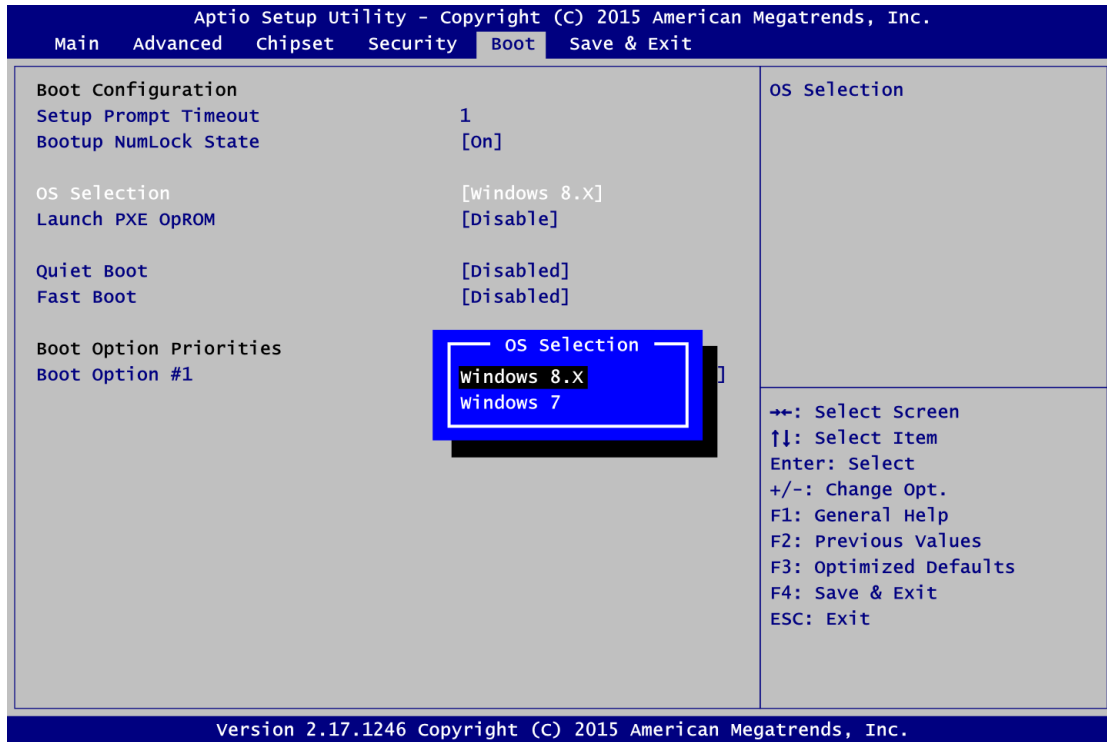 Aptio Setup Utility - Copyright (C) 2015 American Megatrends, Inc.
Main Advanced Chipset Security Boot Save & Exit
Boot Configuration
Setup Prompt Timeout 1
Bootup NumLock State [On]
OS Selection [Windows 8.X]
Launch PXE OpROM [Disable]
Quiet Boot [Disabled]
Fast Boot [Disabled]
Boot Option Priorities
Boot Option #1 ]
OS Selection
Windows 8.X
Windows 7
OS Selection
→←: Select Screen
↑↓: Select Item
Enter: Select
+/-: Change Opt.
F1: General Help
F2: Previous Values
F3: Optimized Defaults
F4: Save & Exit
ESC: Exit
Version 2.17.1246 Copyright (C) 2015 American Megatrends, Inc.